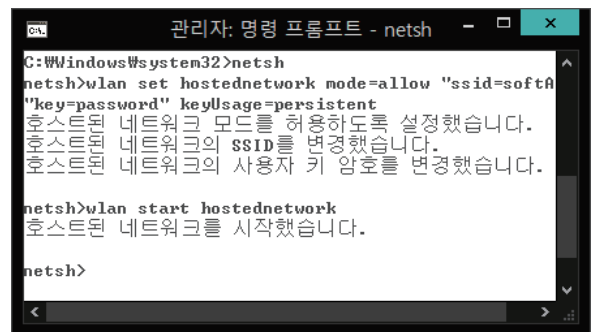 관리자: 명령 프롬프트 - netsh
C:₩Windows₩system32>netsh
netsh>wlan set hostednetwork mode=allow "ssid=softA
"key=password" keyUsage=persistent
호스트된 네트워크 모드를 허용하도록 설정했습니다.
호스트된 네트워크의 SSID를 변경했습니다.
호스트된 네트워크의 사용자 키 암호를 변경했습니다.
netsh>wlan start hostednetwork
호스트된 네트워크를 시작했습니다.
netsh>